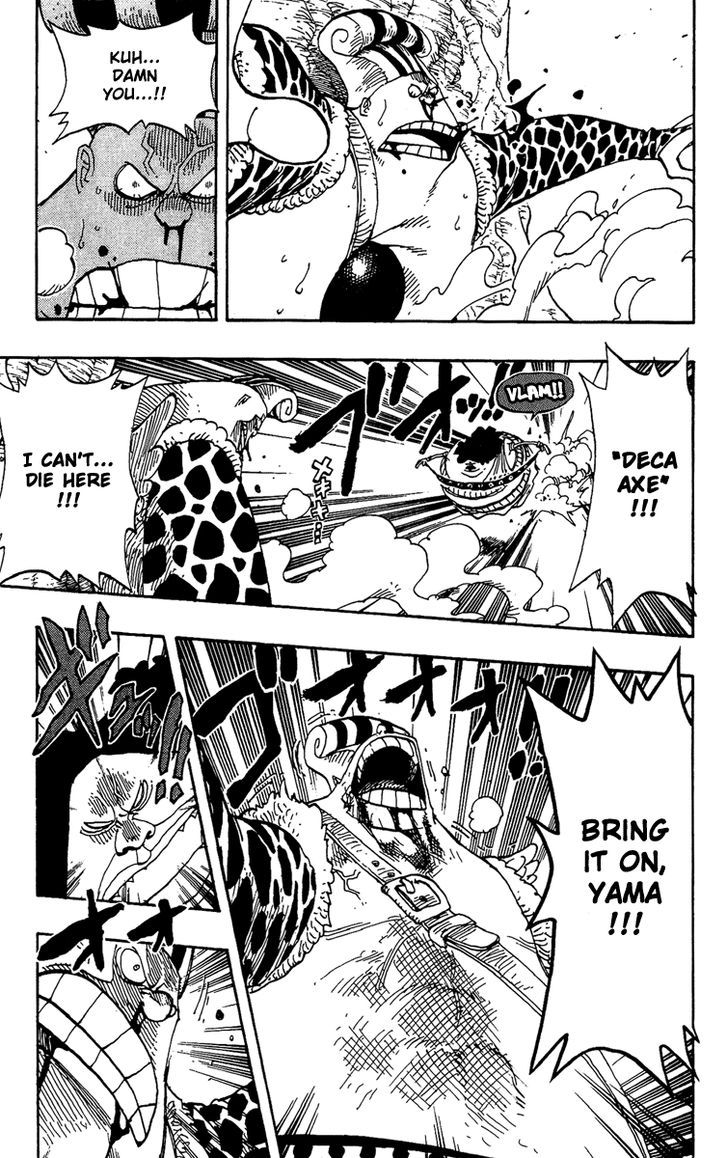 KUH...
DAMN
YOU...!!
VLAM!!
"DECA
AXE"
!!!
I CAN'T...
DIE HERE
!!!
BRING
IT ON,
YAMA
!!!